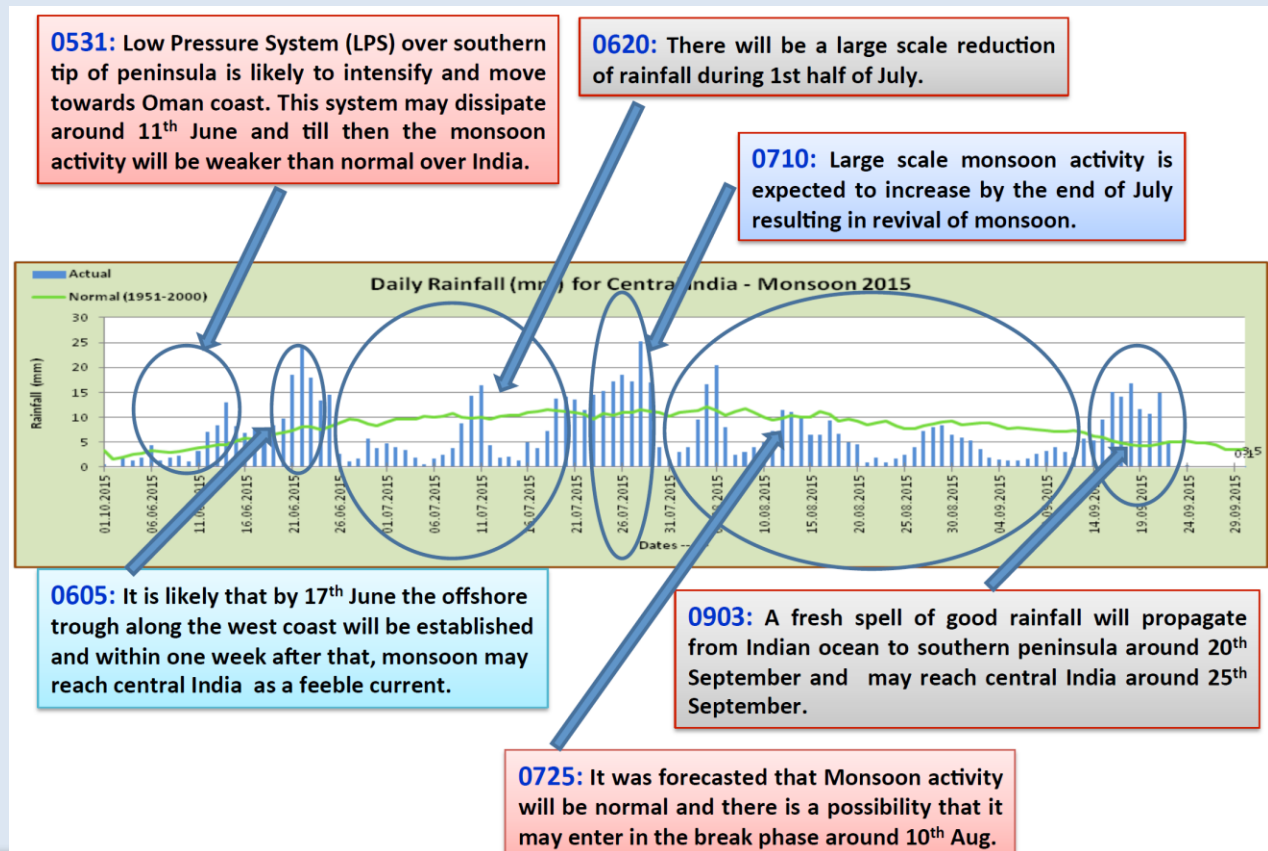 0531: Low Pressure System (LPS) over southern
tip of peninsula is likely to intensify and move
towards Oman coast. This system may dissipate
around 11th June and till then the monsoon
activity will be weaker than normal over India.
0620: There will be a large scale reduction
of rainfall during 1st half of July.
0710: Large scale monsoon activity is
expected to increase by the end of July
resulting in revival of monsoon.
Actual
Normal (1951-2000)
Daily Rainfall (mm) for Central India - Monsoon 2015
Rainfall (mm)
30
25
20
15
10
5
0
3.5
01.10.2015
06.06.2015
16.06.2015
21.06.2015
26.06.2015
01.07.2015
06.07.2015
11.07.2015
16.07.2015
21.07.2015
26.07.2015
31.07.2015
10.08.2015
15.08.2015
20.08.2015
25.08.2015
30.08.2015
04.09.2015
09.09.2015
14.09.2015
19.09.2015
24.09.2015
29.09.2015
Dates
0605: It is likely that by 17th June the offshore
trough along the west coast will be established
and within one week after that, monsoon may
reach central India as a feeble current.
0903: A fresh spell of good rainfall will propagate
from Indian ocean to southern peninsula around 20th
September and may reach central India around 25th
September.
0725: It was forecasted that Monsoon activity
will be normal and there is a possibility that it
may enter in the break phase around 10th Aug.